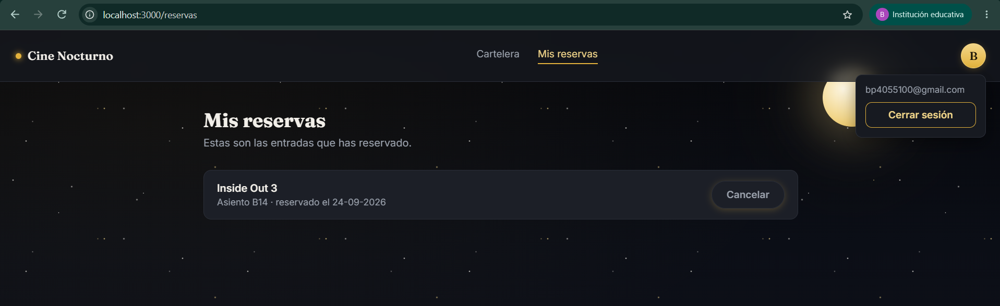 localhost:3000/reservas
B
Institución educativa
Cine Nocturno
Cartelera
Mis reservas
B
bp4055100@gmail.com
Cerrar sesión
Mis reservas
Estas son las entradas que has reservado.
Inside Out 3
Asiento B14 · reservado el 24-09-2026
Cancelar